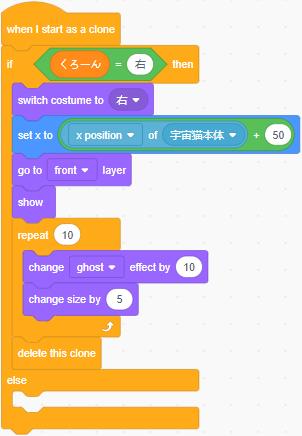 when I start as a clone
if くろーん = 右 then
switch costume to 右
set x to x position of 宇宙猫本体 + 50
go to front layer
show
repeat 10
change ghost effect by 10
change size by 5
delete this clone
else